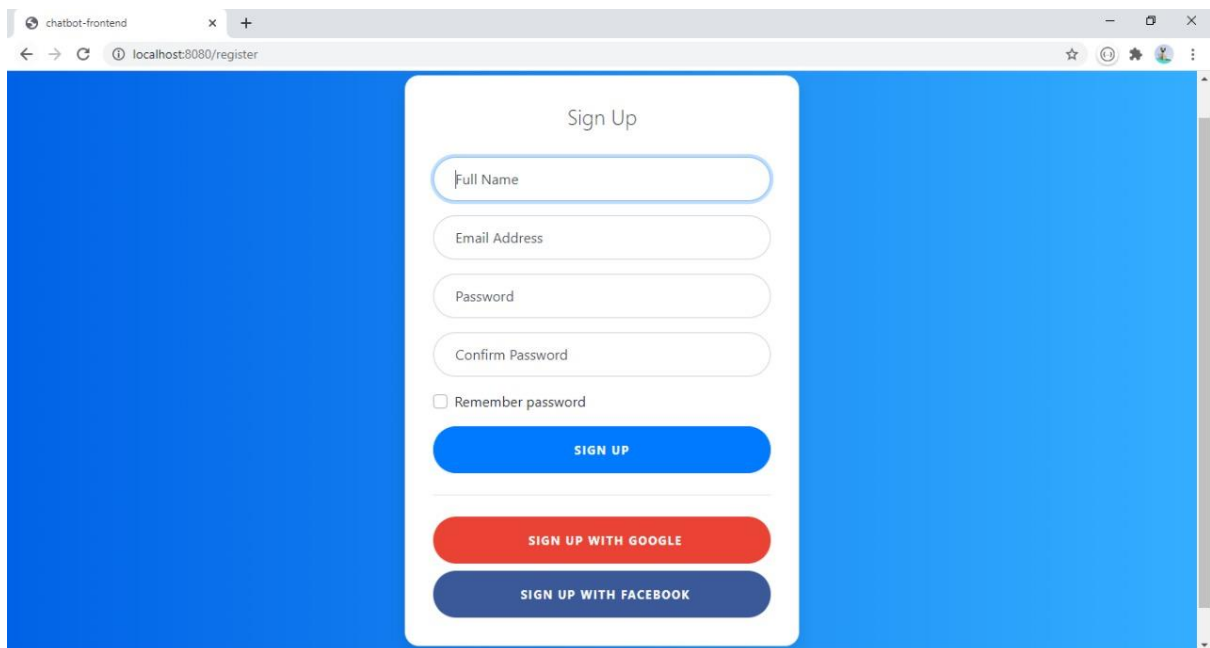 chatbot-frontend
localhost:8080/register
Sign Up
Full Name
Email Address
Password
Confirm Password
Remember password
SIGN UP
SIGN UP WITH GOOGLE
SIGN UP WITH FACEBOOK